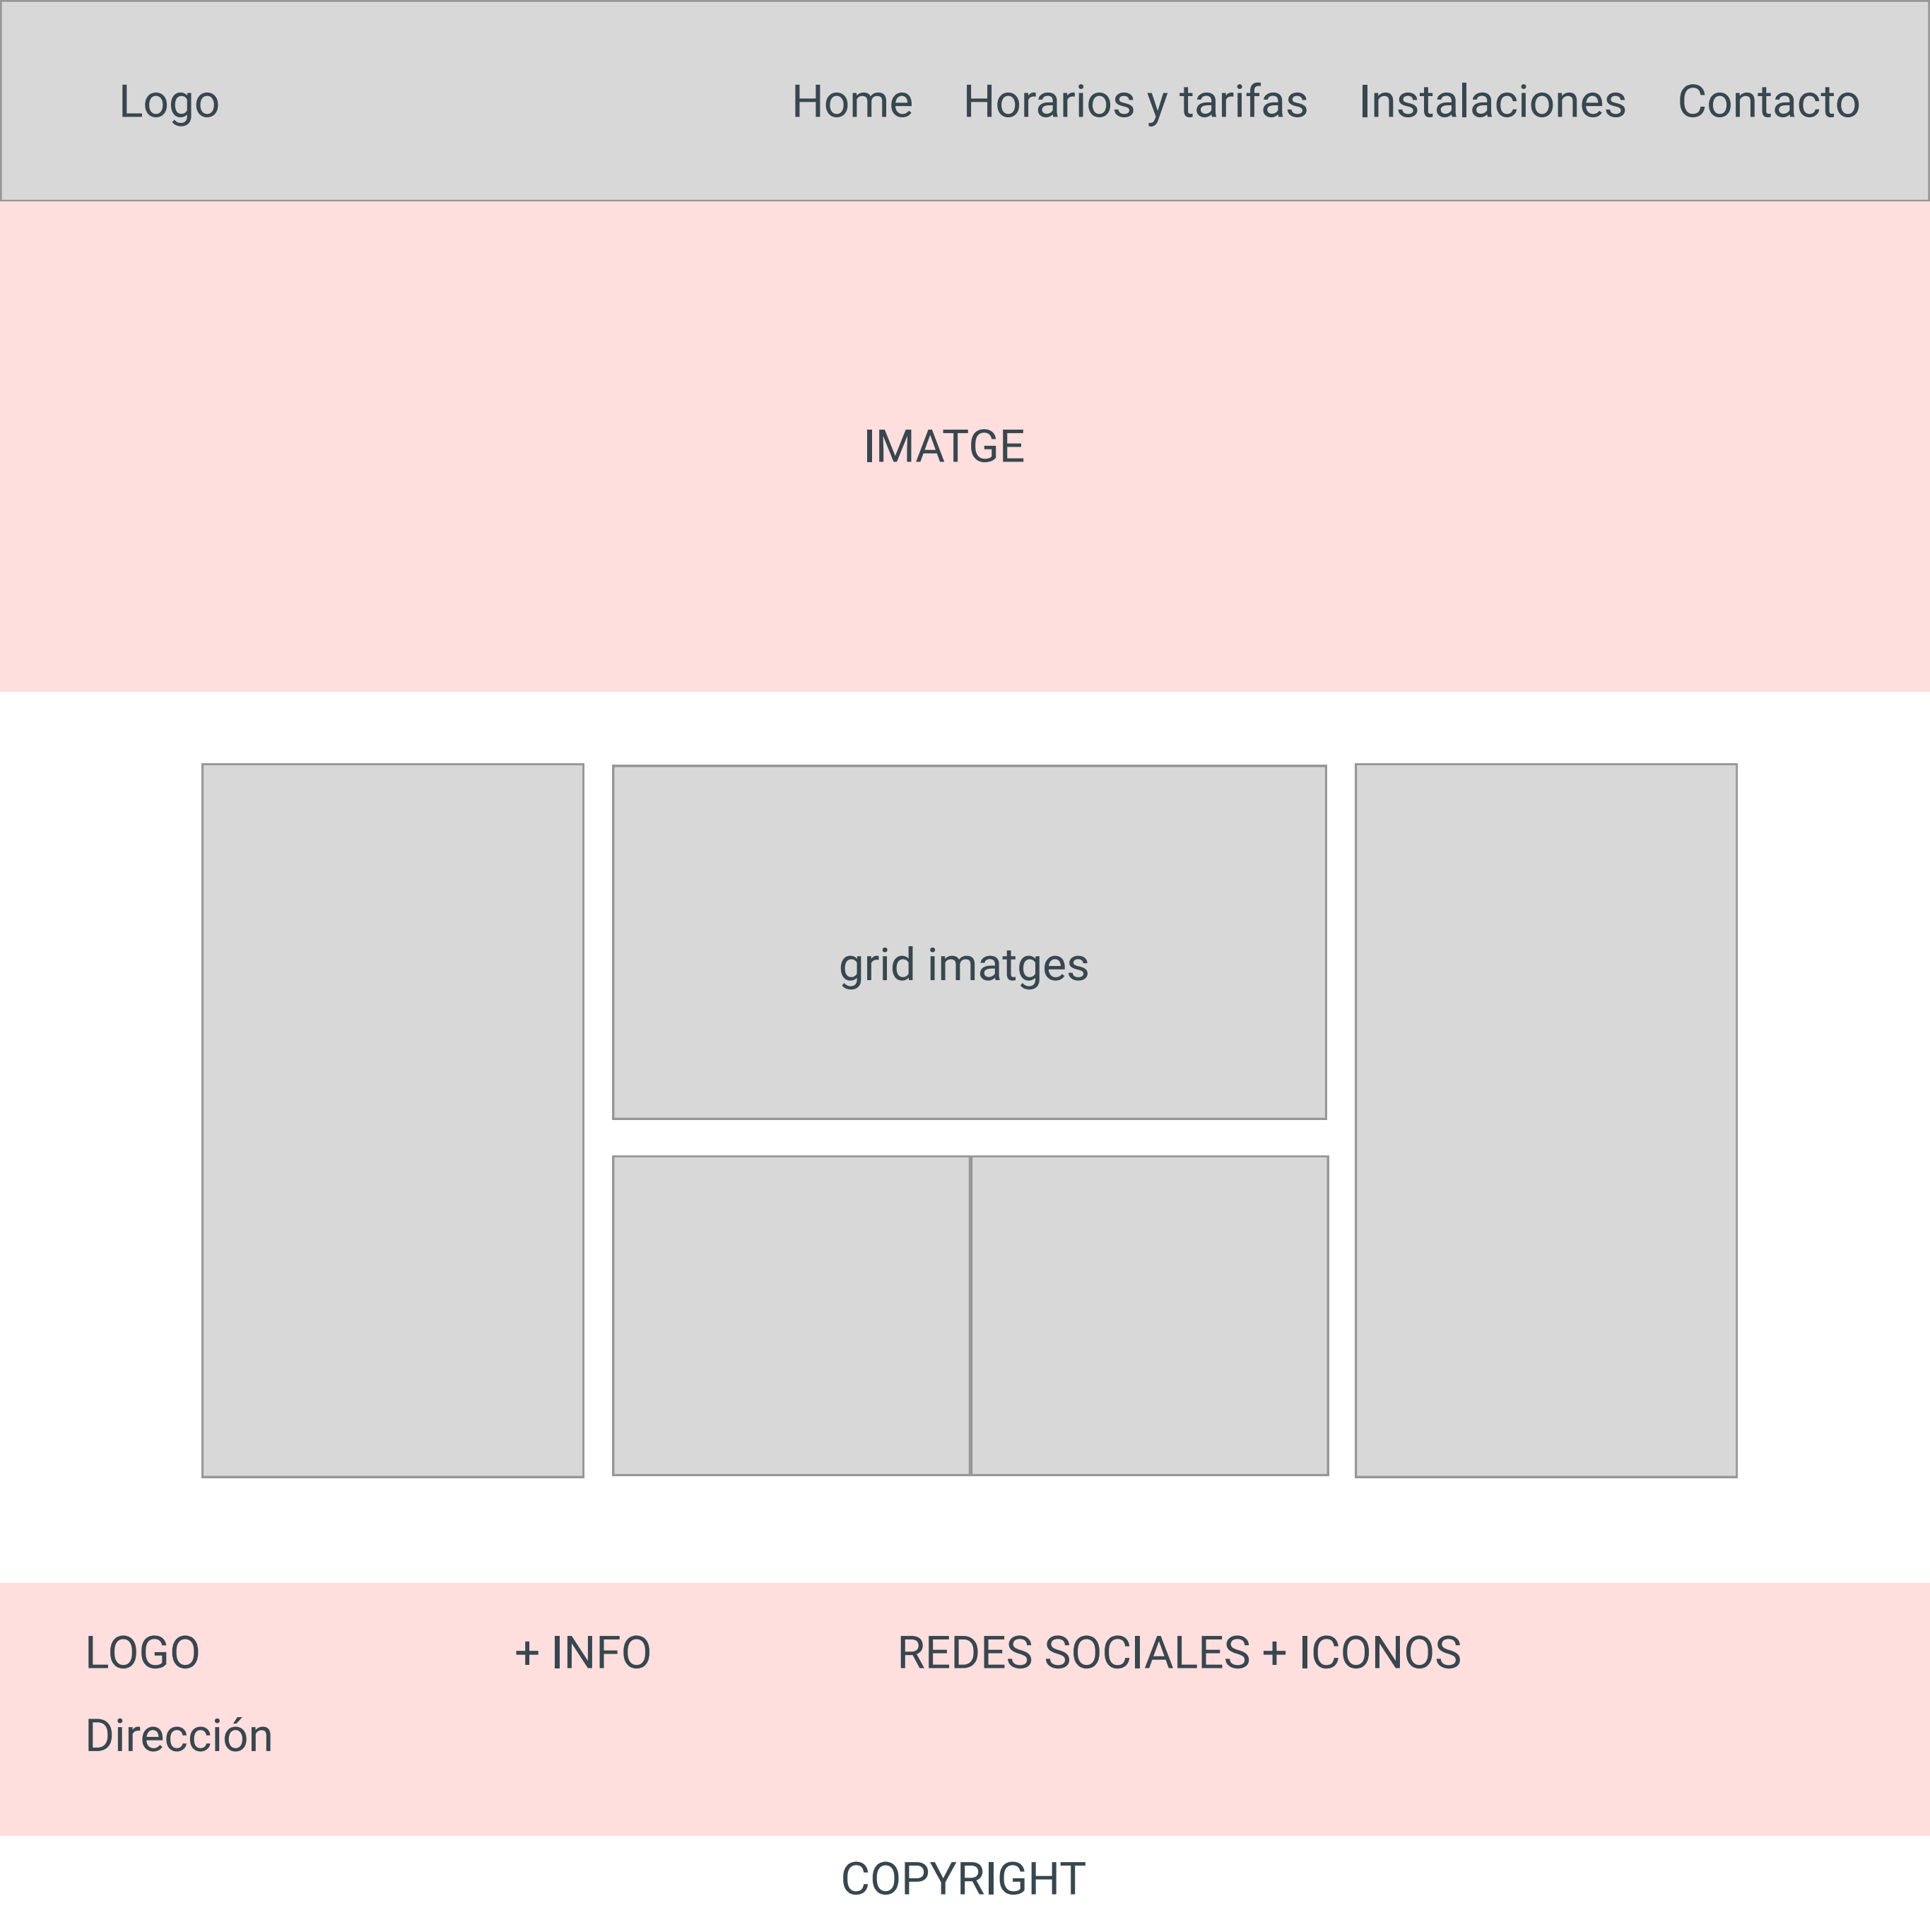 Logo Home Horarios y tarifas Instalaciones Contacto
IMATGE
grid imatges
LOGO + INFO REDES SOCIALES + ICONOS
Dirección
COPYRIGHT